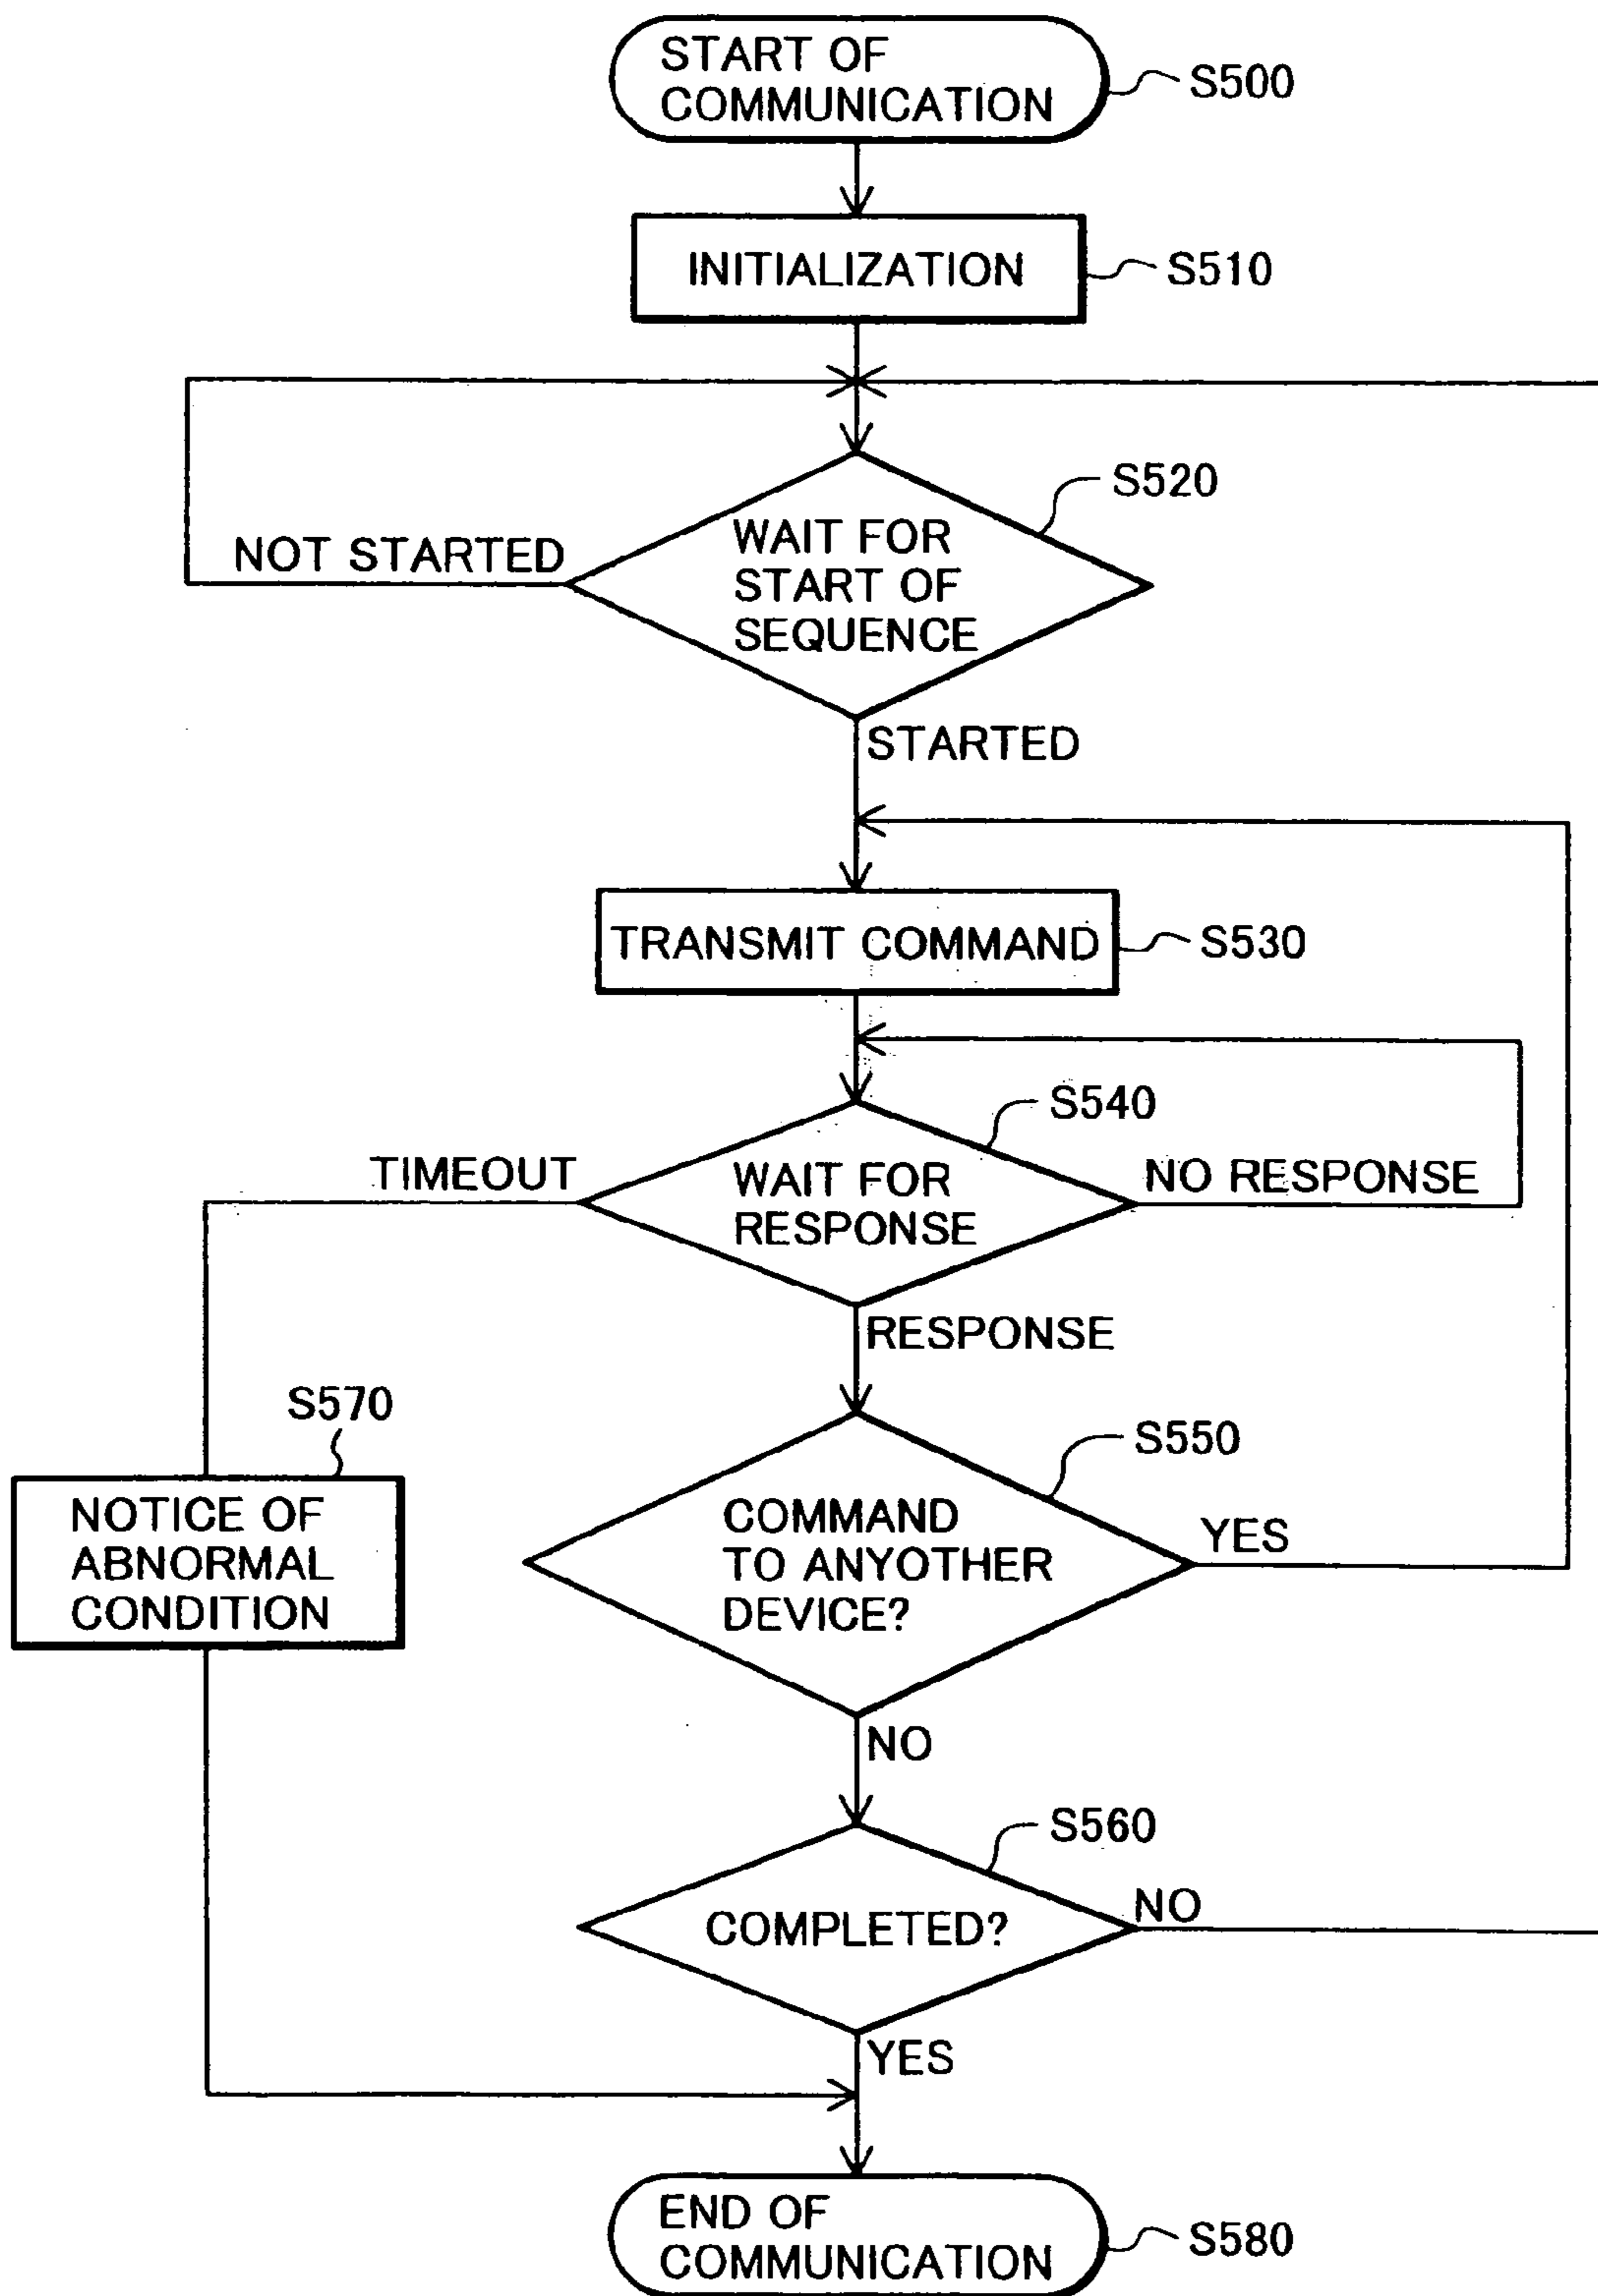 START OF
COMMUNICATION
S500
INITIALIZATION
S510
S520
WAIT FOR
START OF
SEQUENCE
NOT STARTED
STARTED
TRANSMIT COMMAND
S530
S540
TIMEOUT
WAIT FOR
RESPONSE
NO RESPONSE
RESPONSE
S570
NOTICE OF
ABNORMAL
CONDITION
S550
COMMAND
TO ANYOTHER
DEVICE?
YES
NO
S560
COMPLETED?
NO
YES
END OF
COMMUNICATION
S580